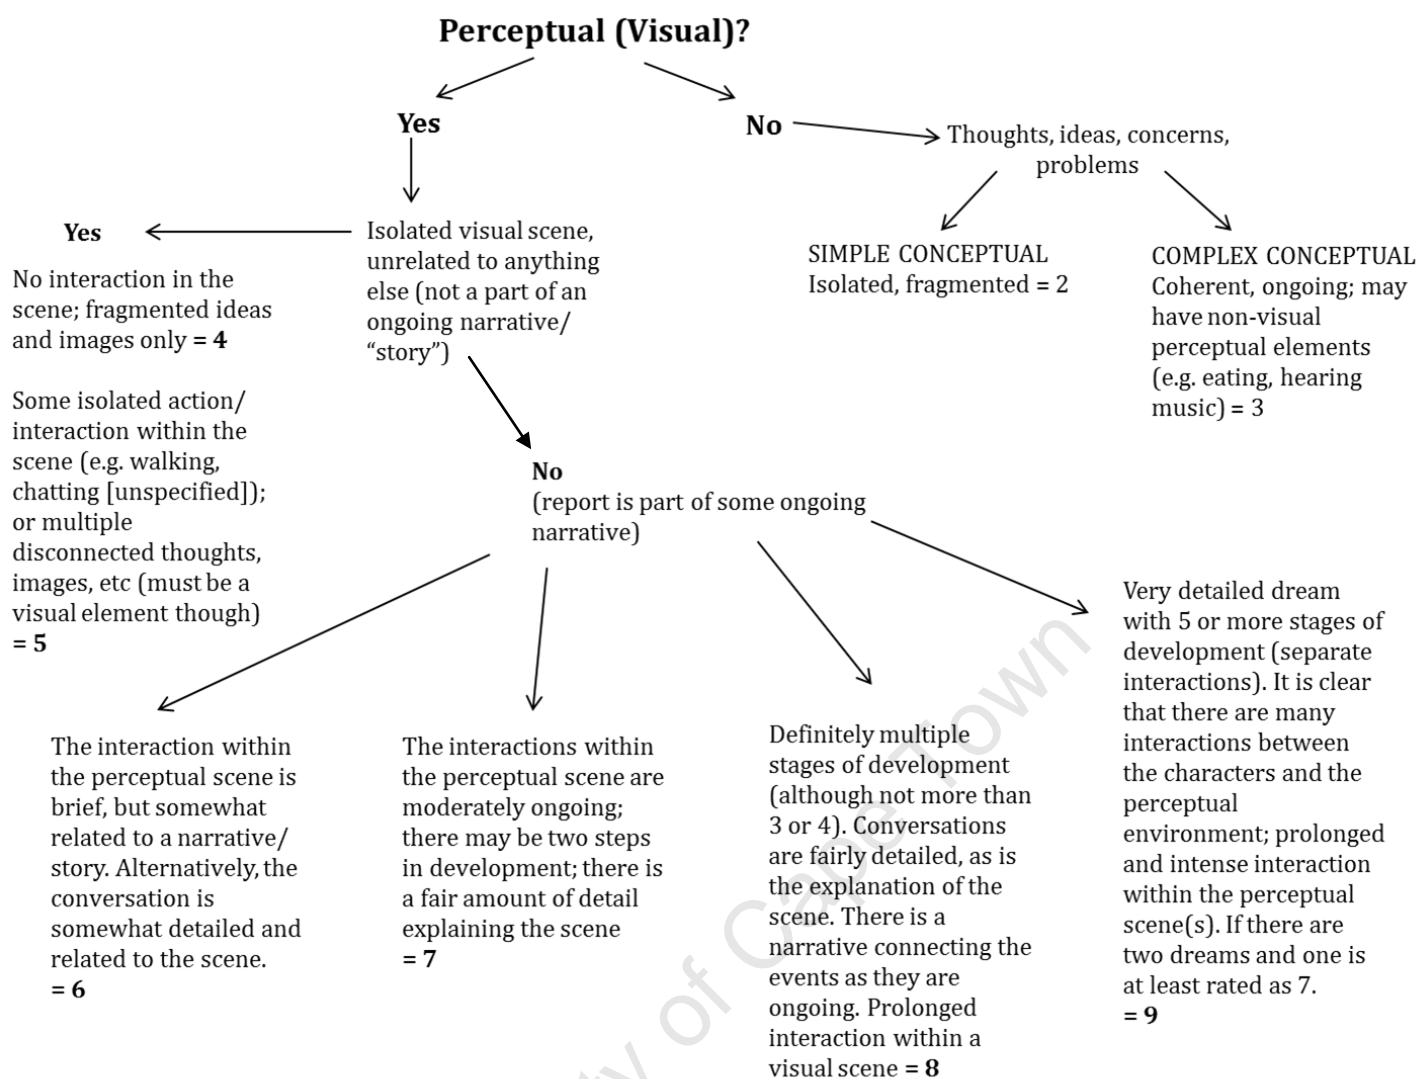 Perceptual (Visual)?
Yes
No
Thoughts, ideas, concerns,
problems
Yes
No interaction in the
scene; fragmented ideas
and images only = 4
Some isolated action/
interaction within the
scene (e.g. walking,
chatting [unspecified]);
or multiple
disconnected thoughts,
images, etc (must be a
visual element though)
= 5
Isolated visual scene,
unrelated to anything
else (not a part of an
ongoing narrative/
“story”)
SIMPLE CONCEPTUAL
Isolated, fragmented = 2
COMPLEX CONCEPTUAL
Coherent, ongoing; may
have non-visual
perceptual elements
(e.g. eating, hearing
music) = 3
No
(report is part of some ongoing
narrative)
The interaction within
the perceptual scene is
brief, but somewhat
related to a narrative/
story. Alternatively, the
conversation is
somewhat detailed and
related to the scene.
= 6
The interactions within
the perceptual scene are
moderately ongoing;
there may be two steps
in development; there is
a fair amount of detail
explaining the scene
= 7
Definitely multiple
stages of development
(although not more than
3 or 4). Conversations
are fairly detailed, as is
the explanation of the
scene. There is a
narrative connecting the
events as they are
ongoing. Prolonged
interaction within a
visual scene = 8
Very detailed dream
with 5 or more stages of
development (separate
interactions). It is clear
that there are many
interactions between
the characters and the
perceptual
environment; prolonged
and intense interaction
within the perceptual
scene(s). If there are
two dreams and one is
at least rated as 7.
= 9
of Cape Town